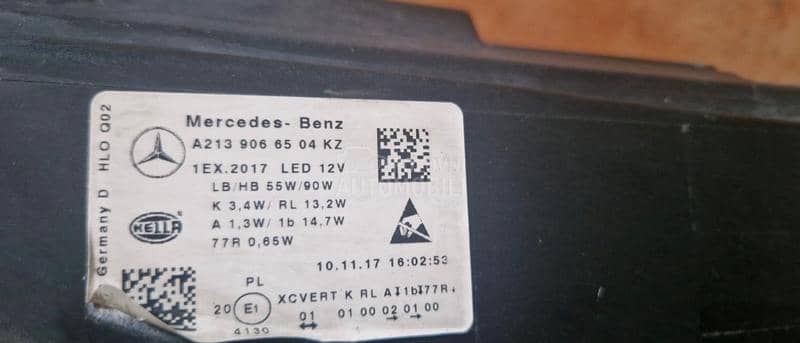 Mercedes- Benz
A213 906 65 04 KZ
1EX.2017 LED 12V
LB/HB 55W/90W
K 3,4W/ RL 13,2W
A 1,3W/ 1b 14,7W
77R 0,65W
10.11.17 16:02:53
HELLA
Germany D HLO Q02
PL
20 E1 XCVERT K RL A 1b 77R
4130 01 01 00 02 01 00